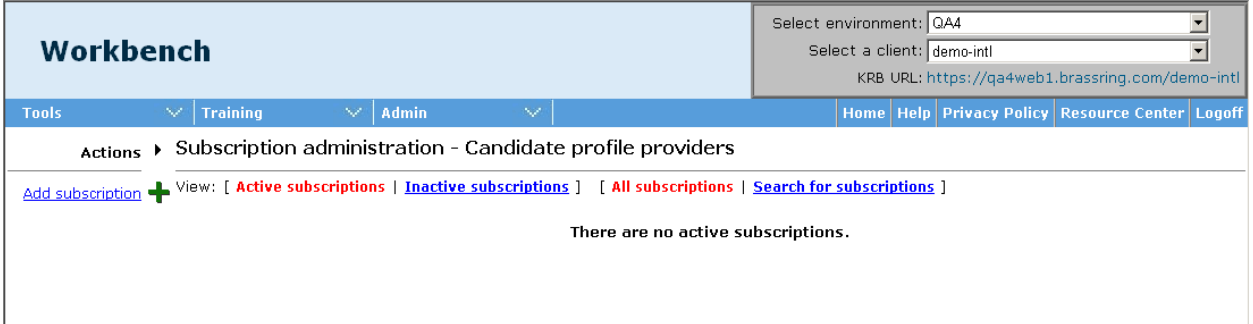 Select environment: QA4
Workbench
Select a client: demo-intl
KRB URL: https://qa4web1.brassring.com/demo-intl
Tools Training Admin Home Help Privacy Policy Resource Center Logoff
Actions Subscription administration - Candidate profile providers
Add subscription View: [ Active subscriptions | Inactive subscriptions ] [ All subscriptions | Search for subscriptions ]
There are no active subscriptions.